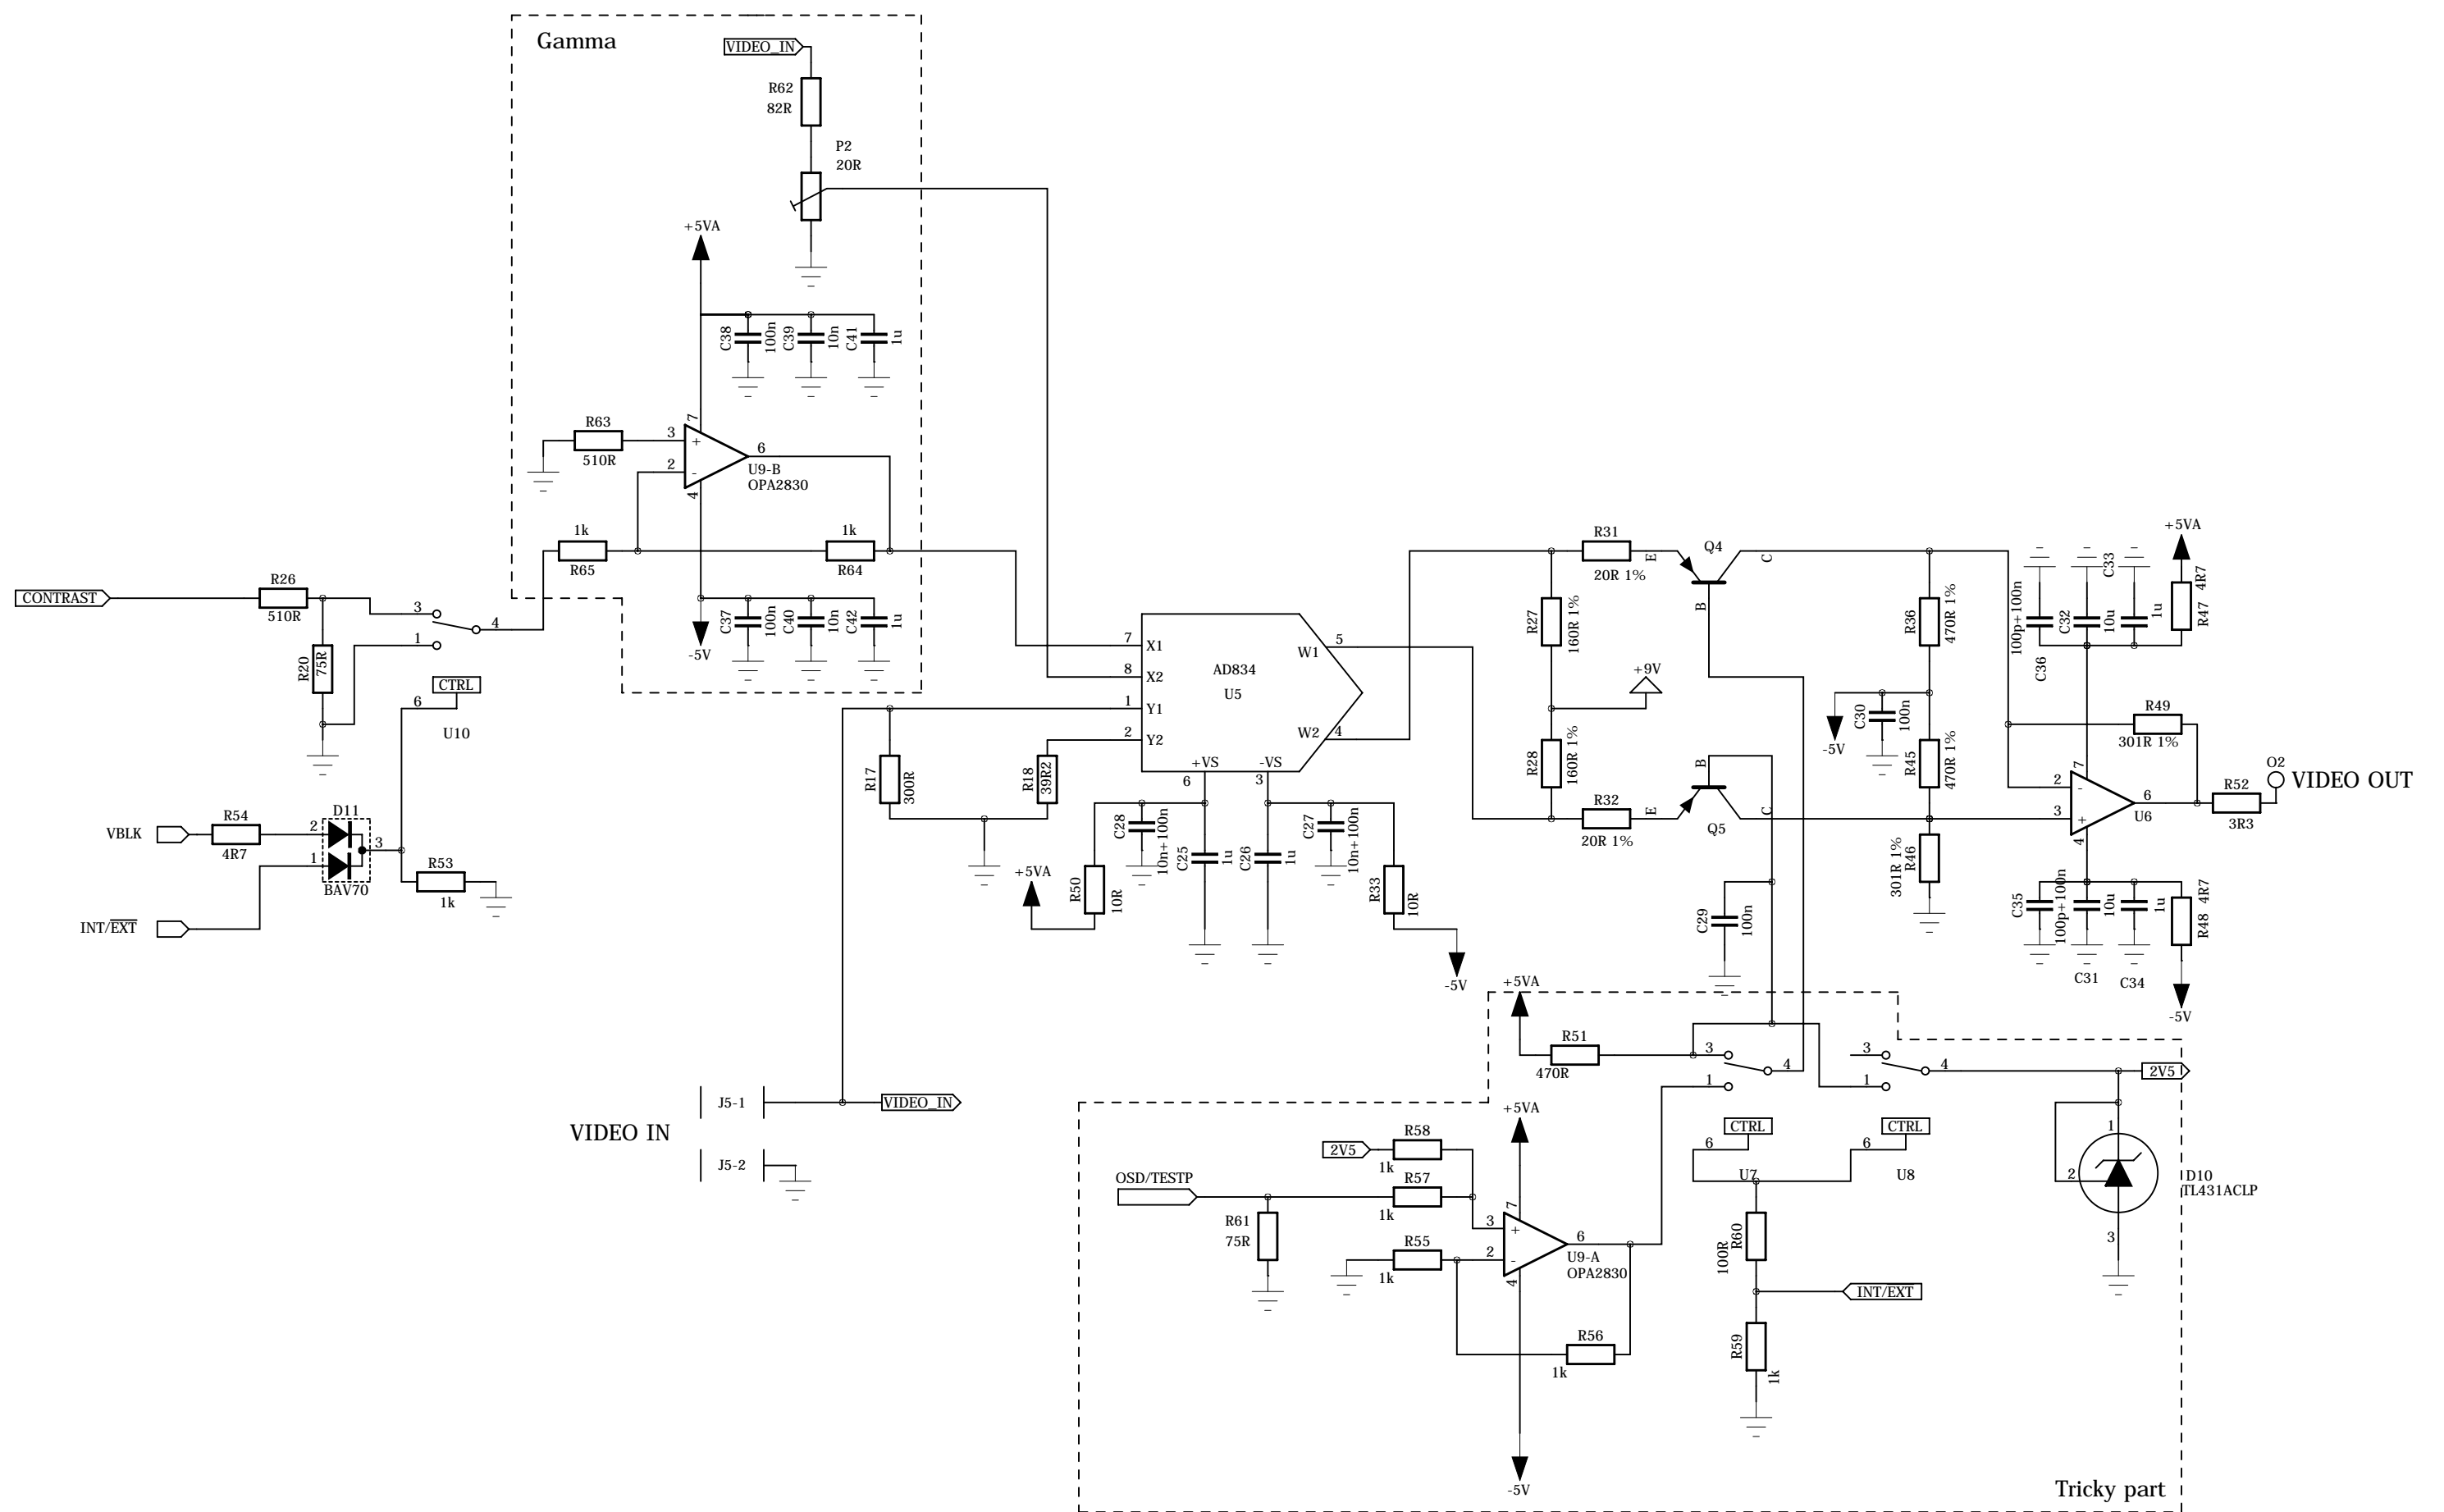 Gamma
VIDEO_IN
R62
82R
P2
20R
+5VA
C38
100n
C39
10n
C41
1u
R63
510R
3
2
+
-
7
4
6
U9-B
OPA2830
1k
R65
1k
R64
C37
100n
C40
10n
C42
1u
-5V
CONTRAST
R26
510R
R20
75R
3
1
4
CTRL
6
U10
VBLK
R54
4R7
D11
2
1
3
BAV70
R53
1k
INT/EXT
7
X1
8
X2
1
Y1
2
Y2
AD834
U5
W1
5
W2
4
+VS
6
-VS
3
R17
300R
R18
39R2
C28
10n+100n
C25
1u
C26
1u
C27
10n+100n
+5VA
R50
10R
R33
10R
-5V
R31
20R 1%
E
Q4
C
B
R27
160R 1%
+9V
R28
160R 1%
R32
20R 1%
E
Q5
C
B
C29
100n
R36
470R 1%
-5V
C30
100n
R45
470R 1%
301R 1%
R46
100p+100n
C36
C32
10u
C33
1u
+5VA
4R7
R47
R49
301R 1%
2
3
-
+
7
4
6
U6
R52
3R3
O2
VIDEO OUT
C35
100p+100n
10u
C31
1u
C34
4R7
R48
-5V
J5-1
VIDEO_IN
VIDEO IN
J5-2
+5VA
R51
470R
3
1
4
3
1
4
2V5
CTRL
6
U7
CTRL
6
U8
2V5
R58
1k
OSD/TESTP
R57
1k
R61
75R
R55
1k
+5VA
3
2
+
-
7
4
6
U9-A
OPA2830
R56
1k
-5V
100R
R60
INT/EXT
R59
1k
1
2
3
D10
TL431ACLP
Tricky part